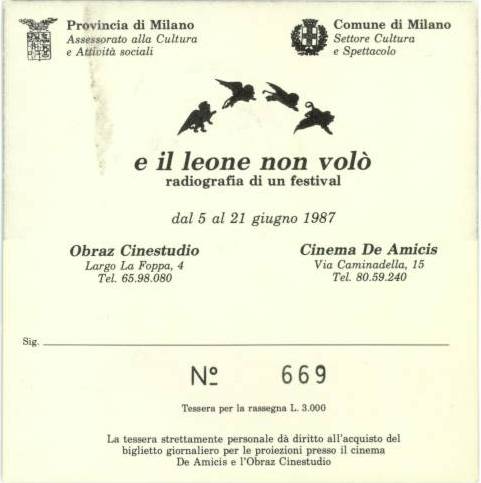 Provincia di Milano
Assessorato alla Cultura
e Attività sociali
Comune di Milano
Settore Cultura
e Spettacolo
e il leone non volò
radiografia di un festival
dal 5 al 21 giugno 1987
Obraz Cinestudio
Largo La Foppa, 4
Tel. 65.98.080
Cinema De Amicis
Via Caminadella, 15
Tel. 80.59.240
Sig.
Nº 669
Tessera per la rassegna L. 3.000
La tessera strettamente personale dà diritto all'acquisto del
biglietto giornaliero per le proiezioni presso il cinema
De Amicis e l'Obraz Cinestudio